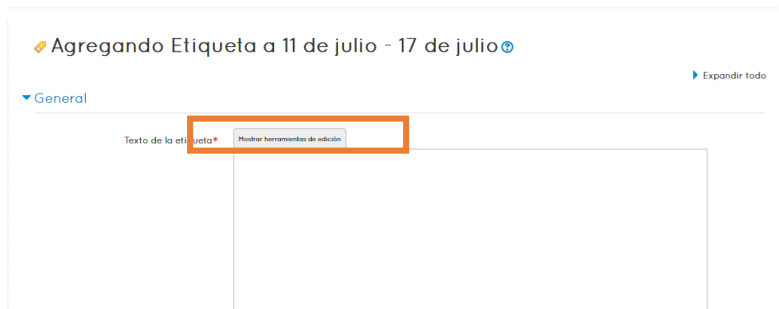 Agregando Etiqueta a 11 de julio - 17 de julio
Expandir todo
General
Texto de la etiqueta* Mostrar herramientas de edición